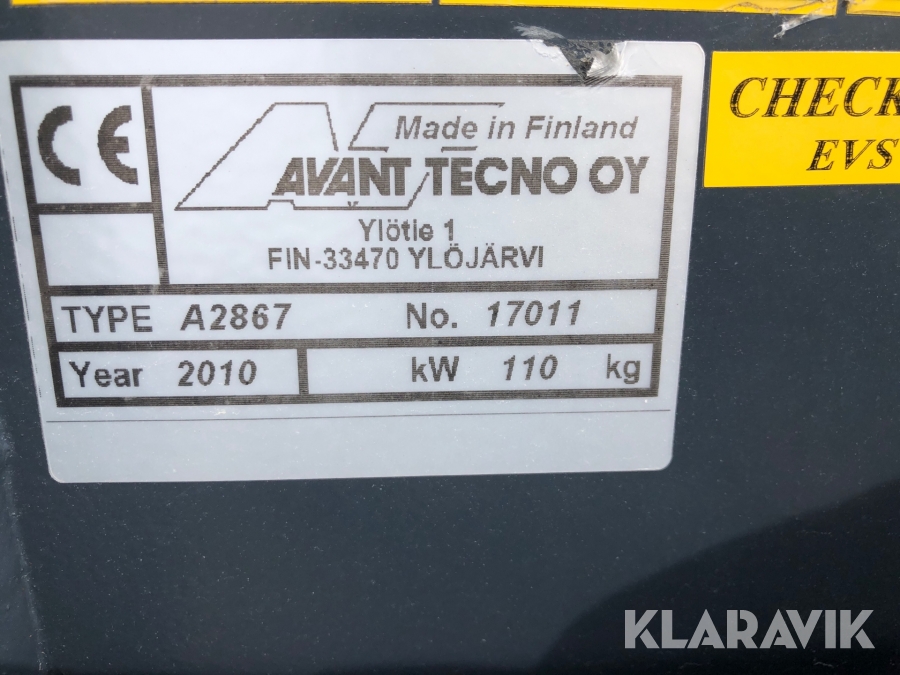 CE
Made in Finland
AVANT TECNO OY
Ylötie 1
FIN-33470 YLÖJÄRVI
TYPE A2867 No. 17011
Year 2010 kW 110 kg
CHECK
EVS
KLARAVIK